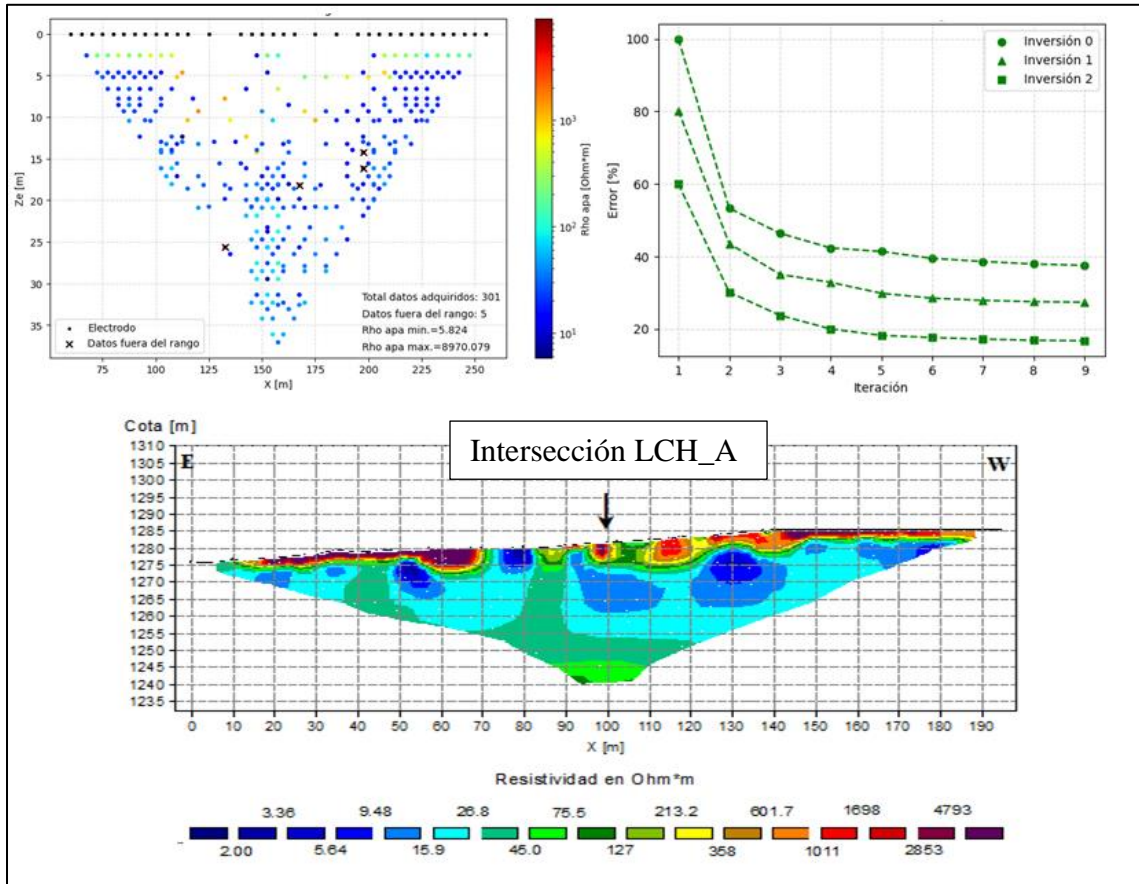 0
5
10
15
20
25
30
35
Ze [m]
75 100 125 150 175 200 225 250
X [m]
Electrodo
Datos fuera del rango
Total datos adquiridos: 301
Datos fuera del rango: 5
Rho apa min.=5.824
Rho apa max.=8970.079
10³
10²
10¹
Rho apa [Ohm*m]
100
80
60
40
20
Error [%]
1 2 3 4 5 6 7 8 9
Iteración
Inversión 0
Inversión 1
Inversión 2
Cota [m]
Intersección LCH_A
E
W
1310
1305
1300
1295
1290
1285
1280
1275
1270
1265
1260
1255
1250
1245
1240
1235
0 10 20 30 40 50 60 70 80 90 100 110 120 130 140 150 160 170 180 190
X [m]
Resistividad en Ohm*m
3.36 9.48 26.8 75.5 213.2 601.7 1698 4793
2.00 5.64 15.9 45.0 127 358 1011 2853